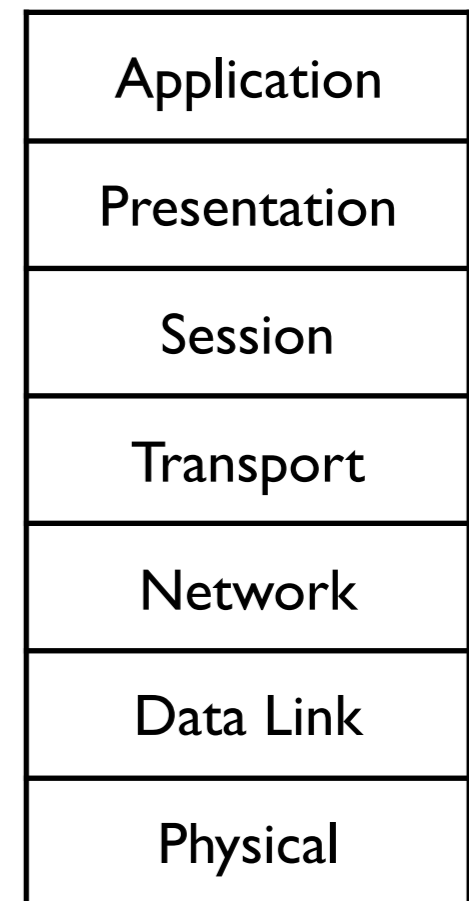 Application
Presentation
Session
Transport
Network
Data Link
Physical